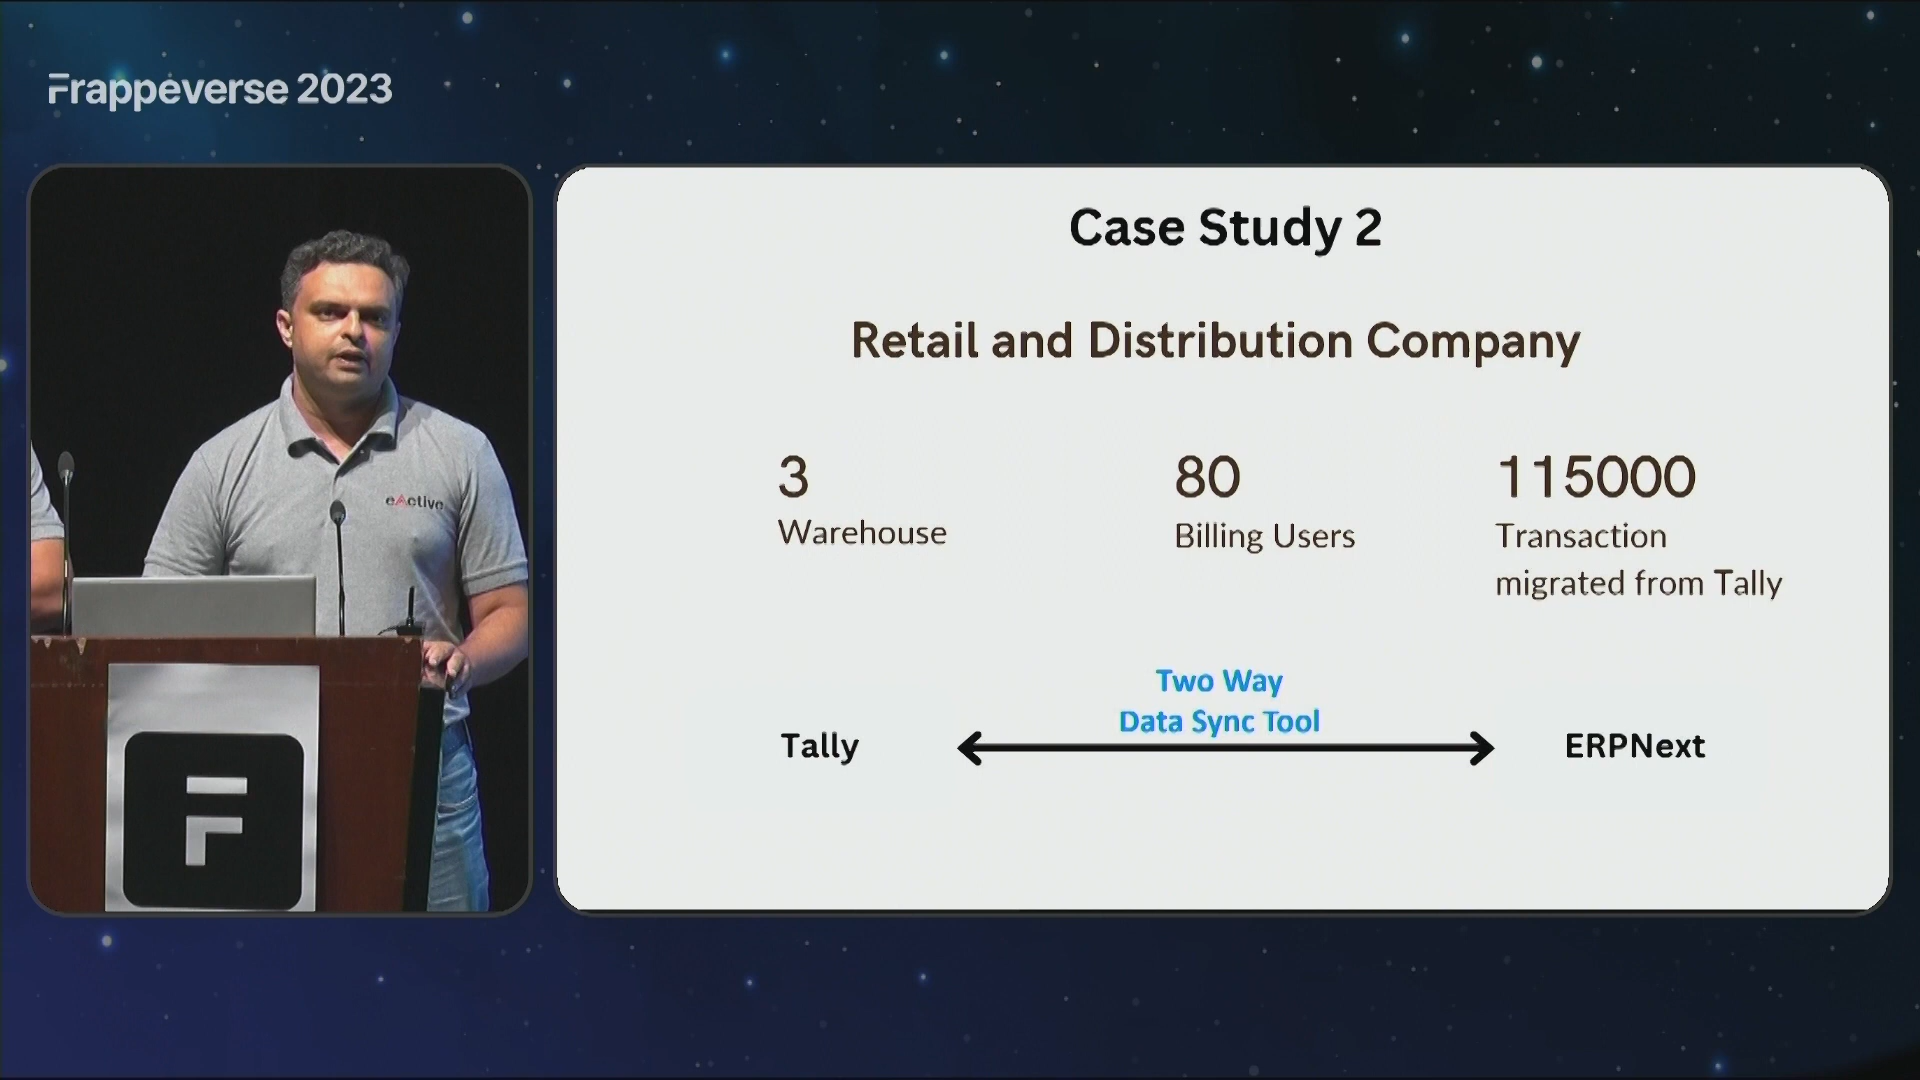 Frappeverse 2023
Case Study 2
Retail and Distribution Company
3
Warehouse
80
Billing Users
115000
Transaction
migrated from Tally
Two Way
Data Sync Tool
Tally
ERPNext
eActive